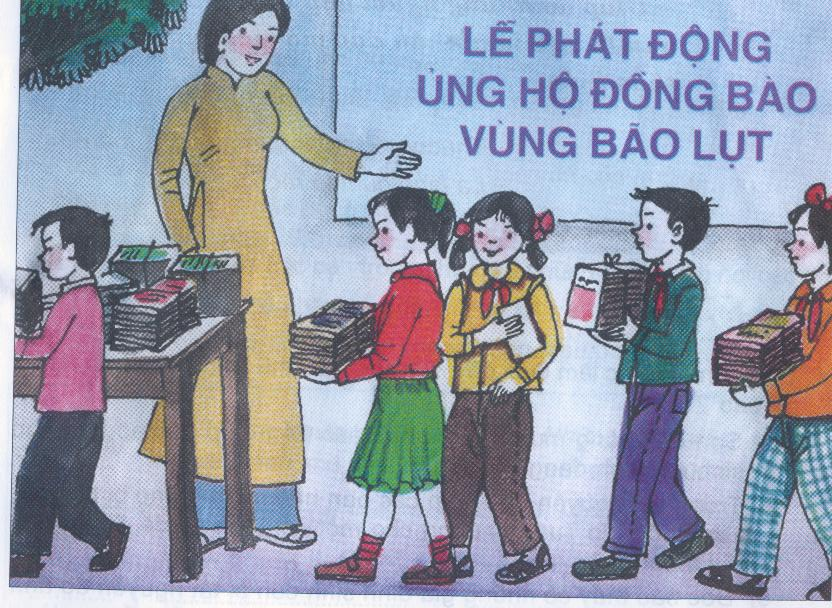 LỄ PHÁT ĐỘNG
ỦNG HỘ ĐỒNG BÀO
VÙNG BÃO LỤT